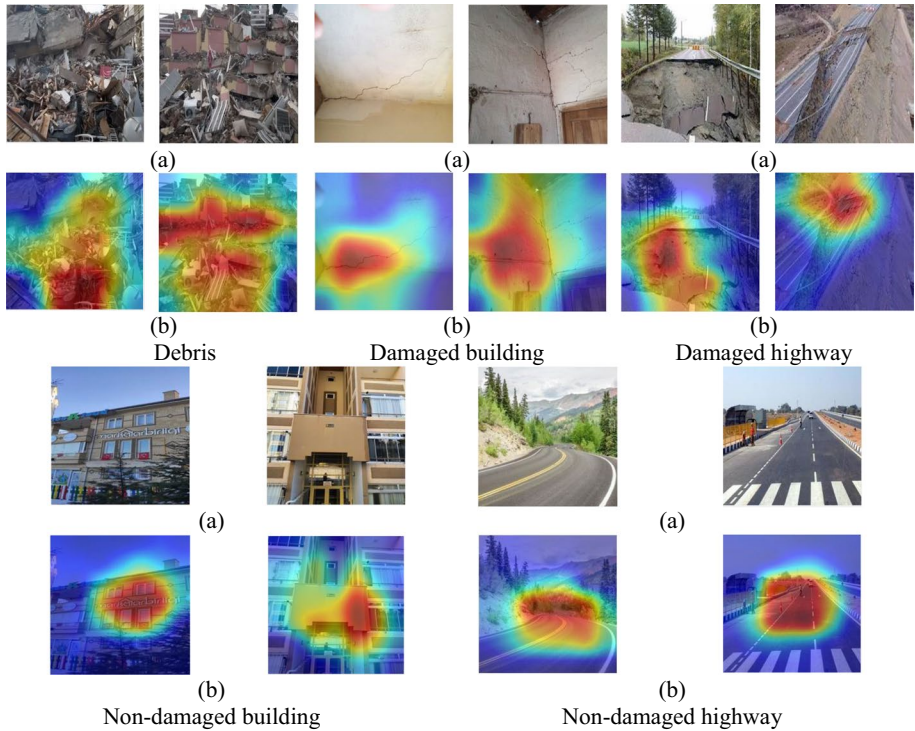 (a) (a) (a)
(b) (b) (b)
Debris Damaged building Damaged highway
(a) (a)
(b) (b)
Non-damaged building Non-damaged highway